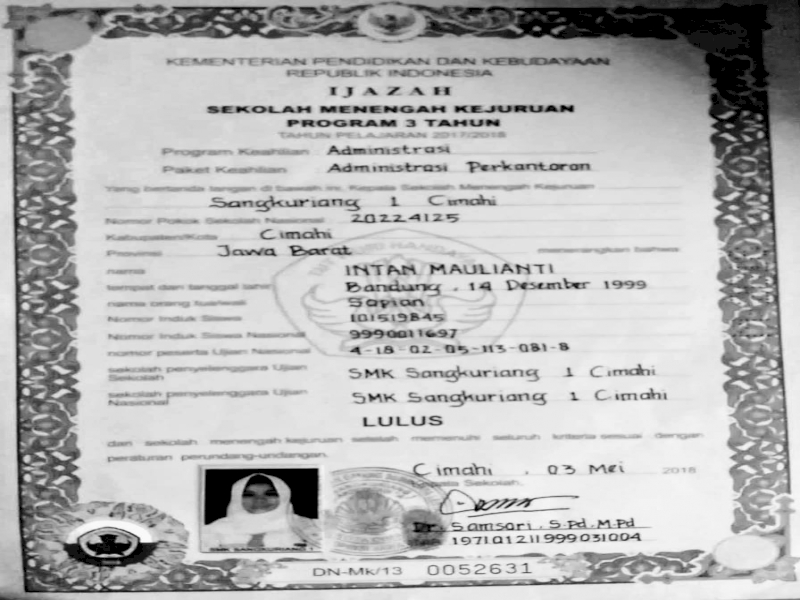 KEMENTERIAN PENDIDIKAN DAN KEBUDAYAAN
REPUBLIK INDONESIA
IJAZAH
SEKOLAH MENENGAH KEJURUAN
PROGRAM 3 TAHUN
TAHUN PELAJARAN 2017/2018
Program Keahlian : Administrasi
Paket Keahlian : Administrasi Perkantoran
Yang bertanda tangan di bawah ini, Kepala Sekolah Menengah Kejuruan
Sangkuriang 1 Cimahi
Nomor Pokok Sekolah Nasional : 20224125
Kabupaten/Kota : Cimahi
Provinsi : Jawa Barat menerangkan bahwa
nama : INTAN MAULIANTI
tempat dan tanggal lahir : Bandung, 14 Desember 1999
nama orang tua/wali : Sopian
Nomor Induk Siswa : 101519845
Nomor Induk Siswa Nasional : 9990011697
nomor peserta Ujian Nasional : 4-18-02-05-113-081-8
sekolah penyelenggara Ujian Sekolah : SMK Sangkuriang 1 Cimahi
sekolah penyelenggara Ujian Nasional : SMK Sangkuriang 1 Cimahi
LULUS
dari sekolah menengah kejuruan setelah memenuhi seluruh kriteria sesuai dengan
peraturan perundang-undangan.
Cimahi, 03 Mei 2018
Kepala Sekolah,
Dr. Samsari, S.Pd, M.Pd
197101211999031004
SMK SANGKURIANG 1
DN-Mk/13 0052631